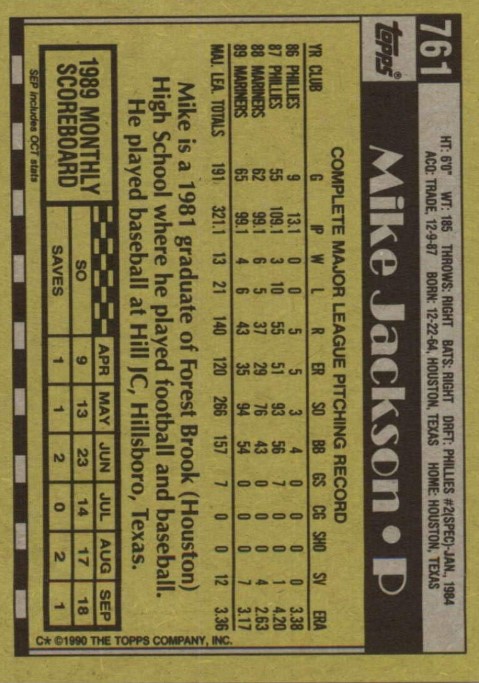 761
topps®
HT: 6'0" WT: 185 THROWS: RIGHT BATS: RIGHT DRFT: PHILLIES #2(SPEC)-JAN., 1984
ACQ: TRADE, 12-9-87 BORN: 12-22-64, HOUSTON, TEXAS HOME: HOUSTON, TEXAS
Mike Jackson • P
COMPLETE MAJOR LEAGUE PITCHING RECORD
YR CLUB G IP W L R ER SO BB GS CG SHO SV ERA
86 PHILLIES 9 13.1 0 0 5 5 3 4 0 0 0 0 3.38
87 PHILLIES 55 109.1 3 10 55 51 93 56 7 0 0 1 4.20
88 MARINERS 62 99.1 6 5 37 29 76 43 0 0 0 4 2.63
89 MARINERS 65 99.1 4 6 43 35 94 54 0 0 0 7 3.17
MAJ. LEA. TOTALS 191 321.1 13 21 140 120 266 157 7 0 0 12 3.36
Mike is a 1981 graduate of Forest Brook (Houston)
High School where he played football and baseball.
He played baseball at Hill JC, Hillsboro, Texas.
1989 MONTHLY
SCOREBOARD
APR MAY JUN JUL AUG SEP
SO 9 13 23 14 17 18
SAVES 1 1 2 0 2 1
SEP includes OCT stats
C* ©1990 THE TOPPS COMPANY, INC.